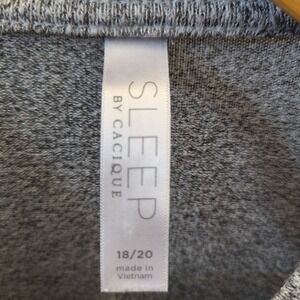 SLEEP
BY CACIQUE
18/20
made in
Vietnam